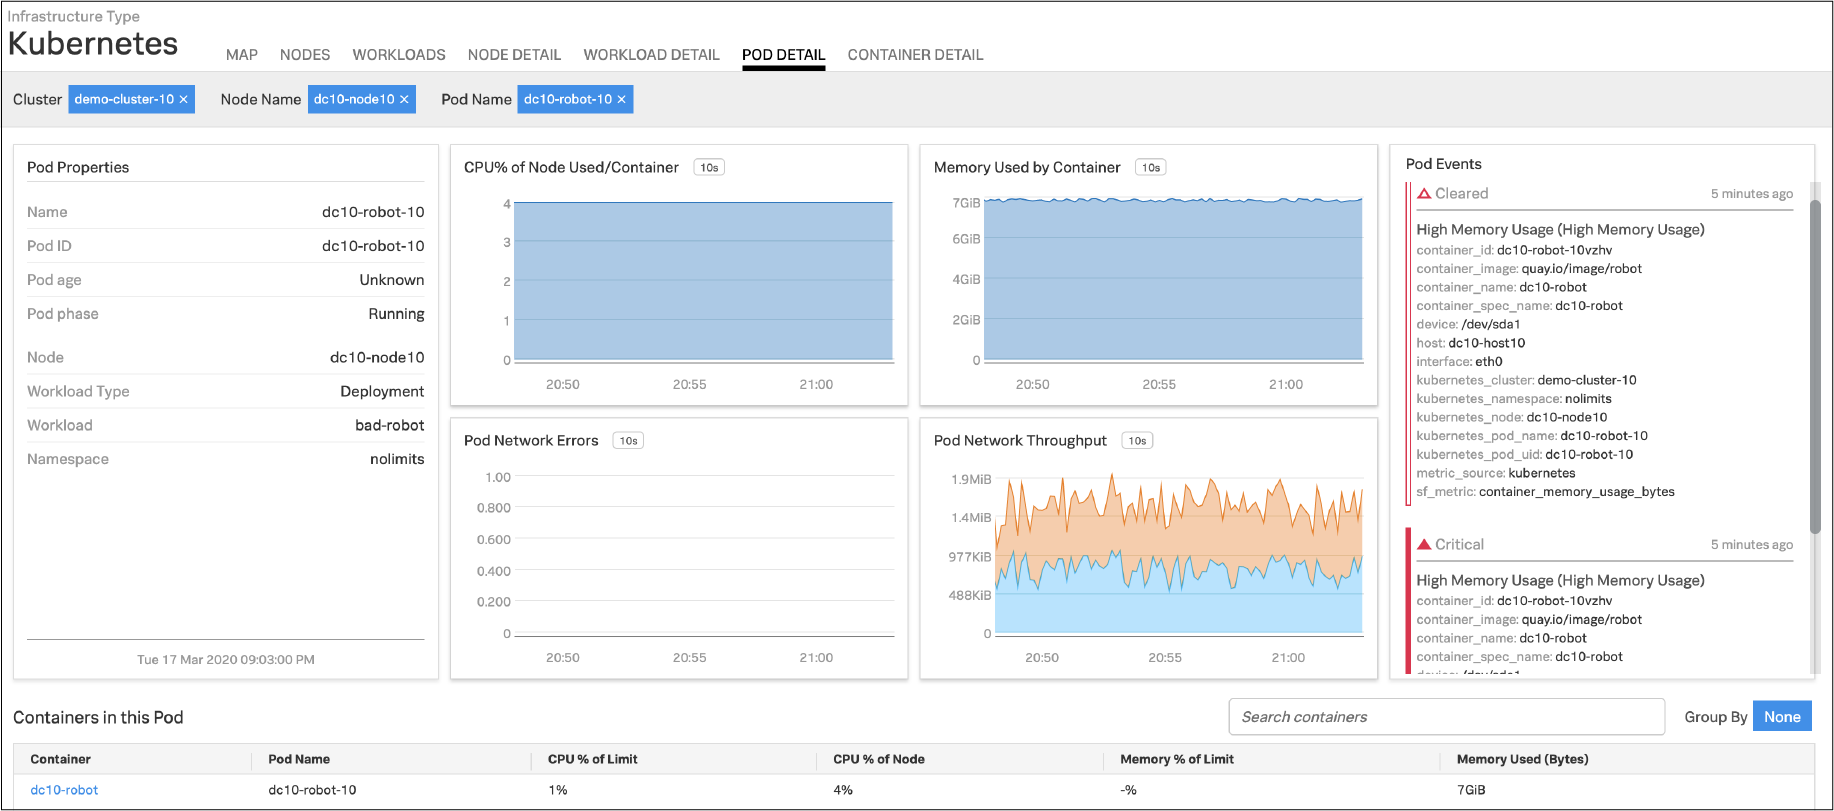 Infrastructure Type
Kubernetes
MAP NODES WORKLOADS NODE DETAIL WORKLOAD DETAIL POD DETAIL CONTAINER DETAIL
Cluster demo-cluster-10 × Node Name dc10-node10 × Pod Name dc10-robot-10 ×
Pod Properties
Name dc10-robot-10
Pod ID dc10-robot-10
Pod age Unknown
Pod phase Running
Node dc10-node10
Workload Type Deployment
Workload bad-robot
Namespace nolimits
Tue 17 Mar 2020 09:03:00 PM
CPU% of Node Used/Container 10s
4
3
2
1
0
20:50 20:55 21:00
Memory Used by Container 10s
7GiB
6GiB
4GiB
2GiB
0
20:50 20:55 21:00
Pod Network Errors 10s
1.00
0.800
0.600
0.400
0.200
0
20:50 20:55 21:00
Pod Network Throughput 10s
1.9MiB
1.4MiB
977KiB
488KiB
0
20:50 20:55 21:00
Pod Events
Cleared 5 minutes ago
High Memory Usage (High Memory Usage)
container_id: dc10-robot-10vzhv
container_image: quay.io/image/robot
container_name: dc10-robot
container_spec_name: dc10-robot
device: /dev/sda1
host: dc10-host10
interface: eth0
kubernetes_cluster: demo-cluster-10
kubernetes_namespace: nolimits
kubernetes_node: dc10-node10
kubernetes_pod_name: dc10-robot-10
kubernetes_pod_uid: dc10-robot-10
metric_source: kubernetes
sf_metric: container_memory_usage_bytes
Critical 5 minutes ago
High Memory Usage (High Memory Usage)
container_id: dc10-robot-10vzhv
container_image: quay.io/image/robot
container_name: dc10-robot
container_spec_name: dc10-robot
device: /dev/sda1
Containers in this Pod Search containers Group By None
Container Pod Name CPU % of Limit CPU % of Node Memory % of Limit Memory Used (Bytes)
dc10-robot dc10-robot-10 1% 4% -% 7GiB